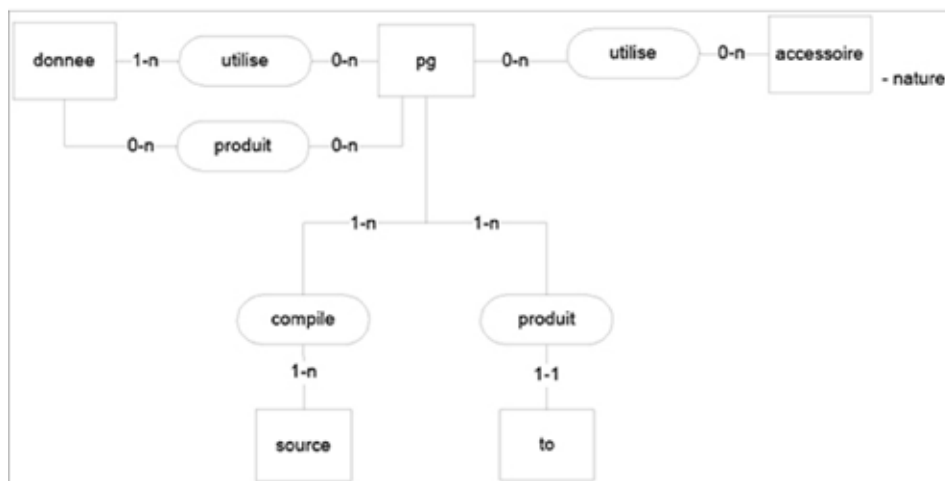 donnee 1-n utilise 0-n pg 0-n utilise 0-n accessoire
- nature
0-n produit 0-n
1-n 1-n
compile produit
1-n 1-1
source to